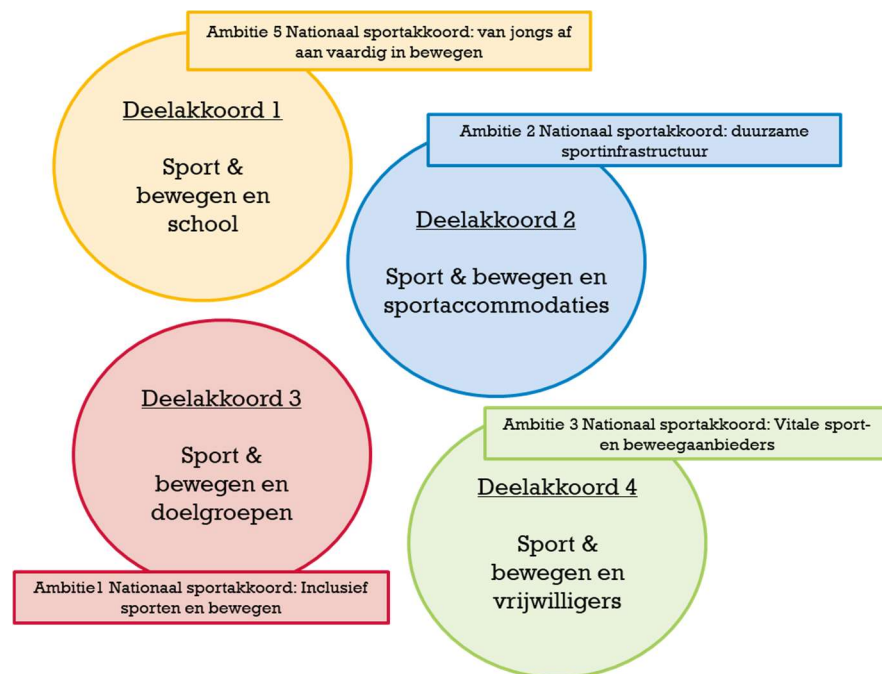 Ambitie 5 Nationaal sportakkoord: van jongs af
aan vaardig in bewegen
Deelakkoord 1
Sport &
bewegen en
school
Ambitie 2 Nationaal sportakkoord: duurzame
sportinfrastructuur
Deelakkoord 2
Sport & bewegen en
sportaccommodaties
Deelakkoord 3
Sport &
bewegen en
doelgroepen
Ambitie1 Nationaal sportakkoord: Inclusief
sporten en bewegen
Ambitie 3 Nationaal sportakkoord: Vitale sport-
en beweegaanbieders
Deelakkoord 4
Sport &
bewegen en
vrijwilligers